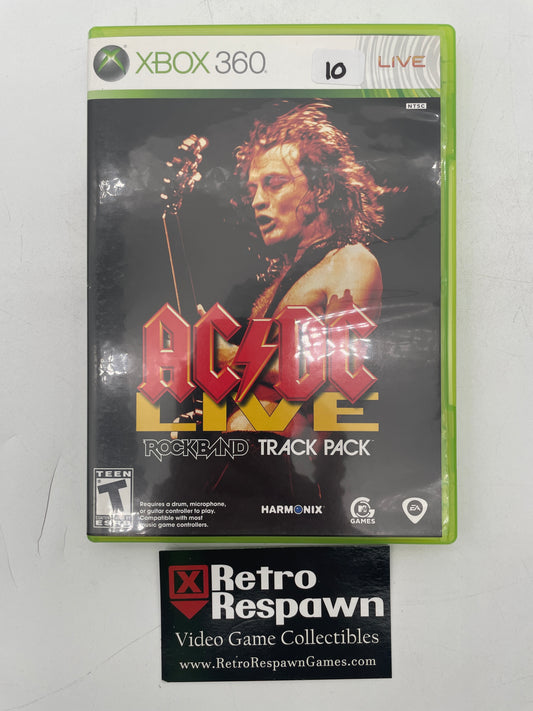 XBOX 360
10
LIVE
NTSC
AC/DC
LIVE
ROCKBAND TRACK PACK
TEEN
T
ESRB
Requires a drum, microphone,
or guitar controller to play.
Compatible with most
music game controllers.
HARMONIX
GAMES
EA
X Retro
Respawn
Video Game Collectibles
www.RetroRespawnGames.com